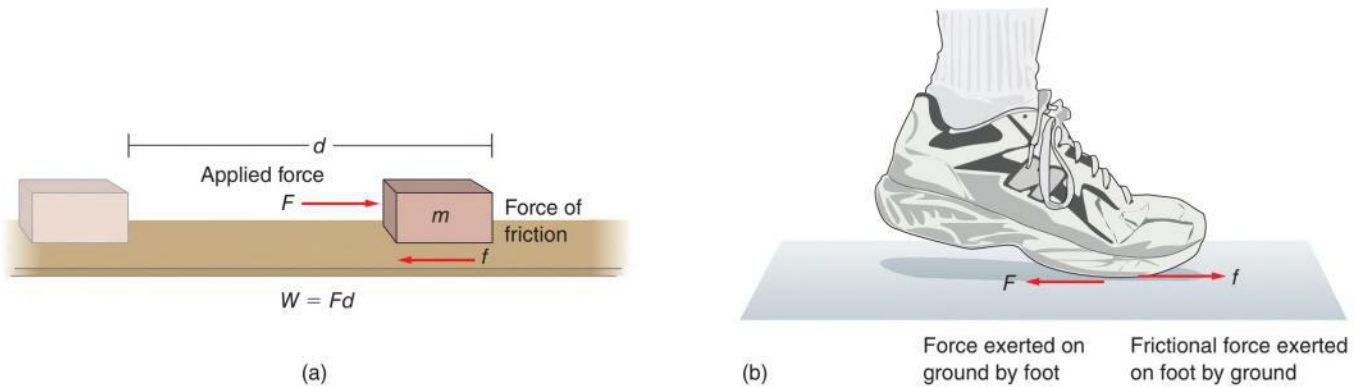 d
Applied force
F
m
Force of
friction
f
W = Fd
(a)
F
f
Force exerted on
ground by foot
Frictional force exerted
on foot by ground
(b)